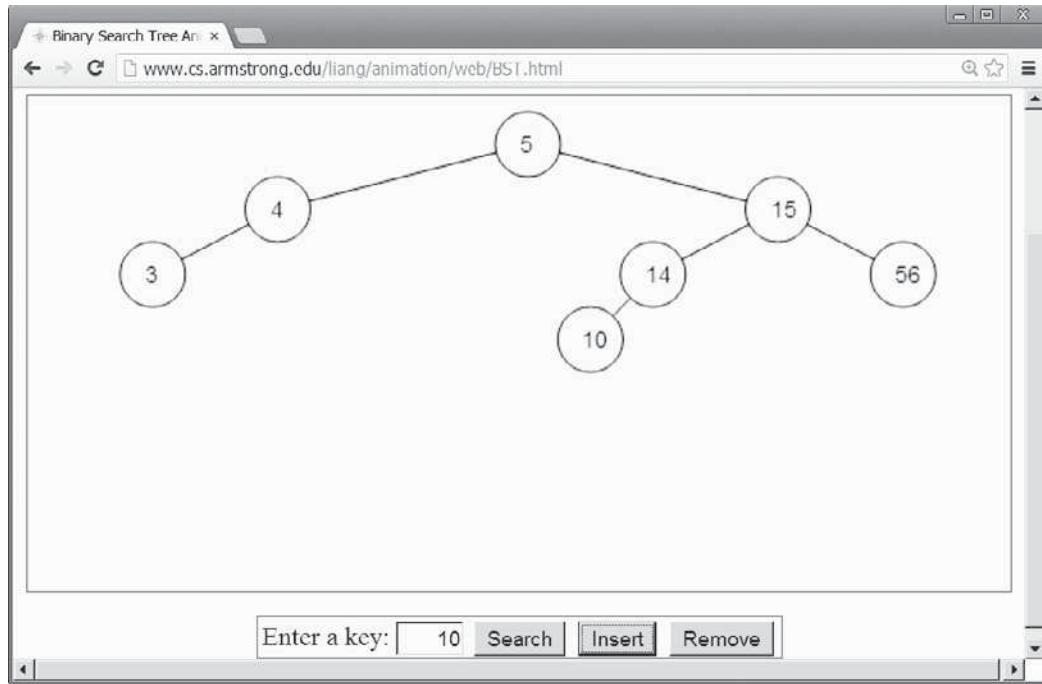 Binary Search Tree An
www.cs.armstrong.edu/liang/animation/web/BST.html
5
4 15
3 14 56
10
Enter a key: 10 Search Insert Remove